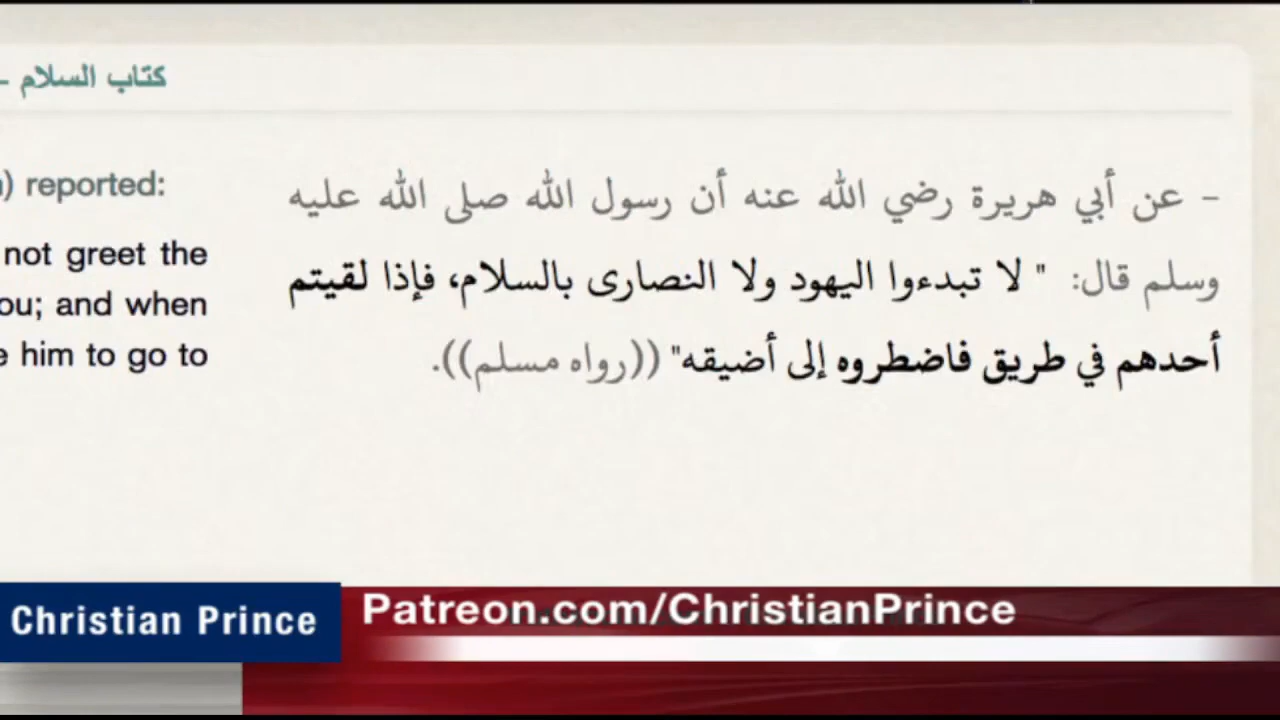 كتاب السلام -
) reported:
not greet the
ou; and when
e him to go to
- عن أبي هريرة رضي الله عنه أن رسول الله صلى الله عليه
وسلم قال: " لا تبدءوا اليهود ولا النصارى بالسلام، فإذا لقيتم
أحدهم في طريق فاضطروه إلى أضيقه" ((رواه مسلم)).
Christian Prince
Patreon.com/ChristianPrince